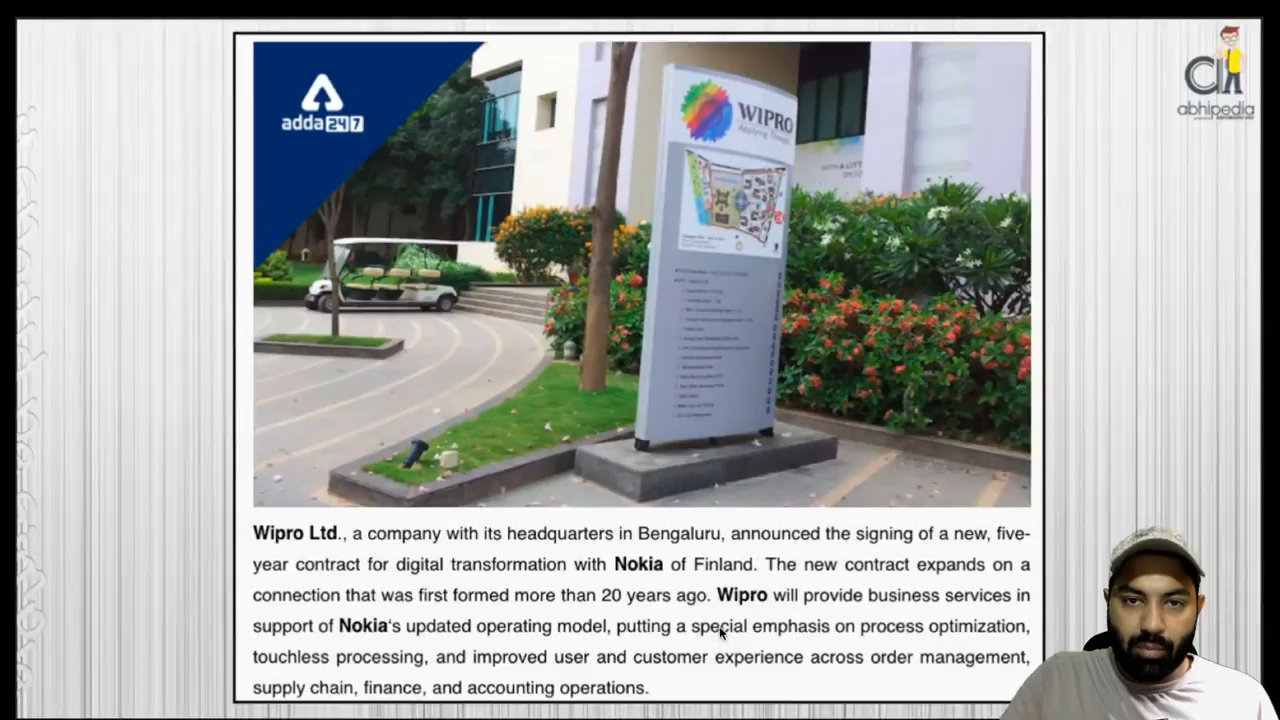 adda247
abhipedia
WIPRO
Applying Thought
Wipro Ltd., a company with its headquarters in Bengaluru, announced the signing of a new, five-
year contract for digital transformation with Nokia of Finland. The new contract expands on a
connection that was first formed more than 20 years ago. Wipro will provide business services in
support of Nokia's updated operating model, putting a special emphasis on process optimization,
touchless processing, and improved user and customer experience across order management,
supply chain, finance, and accounting operations.